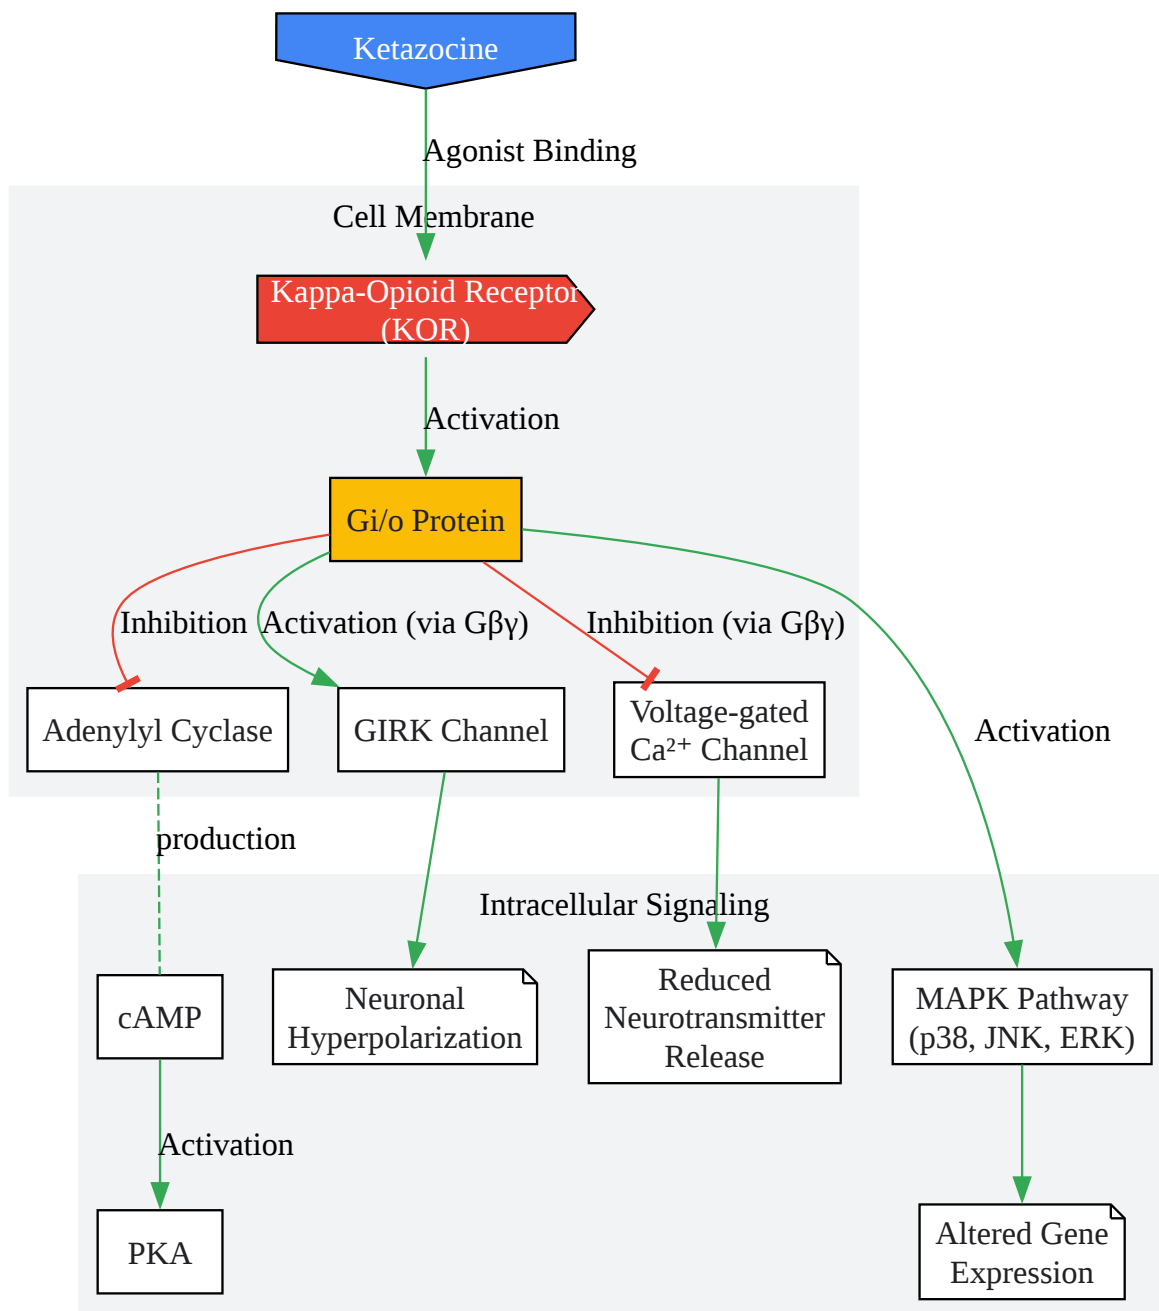 Ketazocine
Agonist Binding
Cell Membrane
Kappa-Opioid Receptor
(KOR)
Activation
Gi/o Protein
Inhibition
Activation (via Gβγ)
Inhibition (via Gβγ)
Adenylyl Cyclase
GIRK Channel
Voltage-gated
Ca²⁺ Channel
Activation
production
Intracellular Signaling
cAMP
Neuronal
Hyperpolarization
Reduced
Neurotransmitter
Release
MAPK Pathway
(p38, JNK, ERK)
Activation
PKA
Altered Gene
Expression